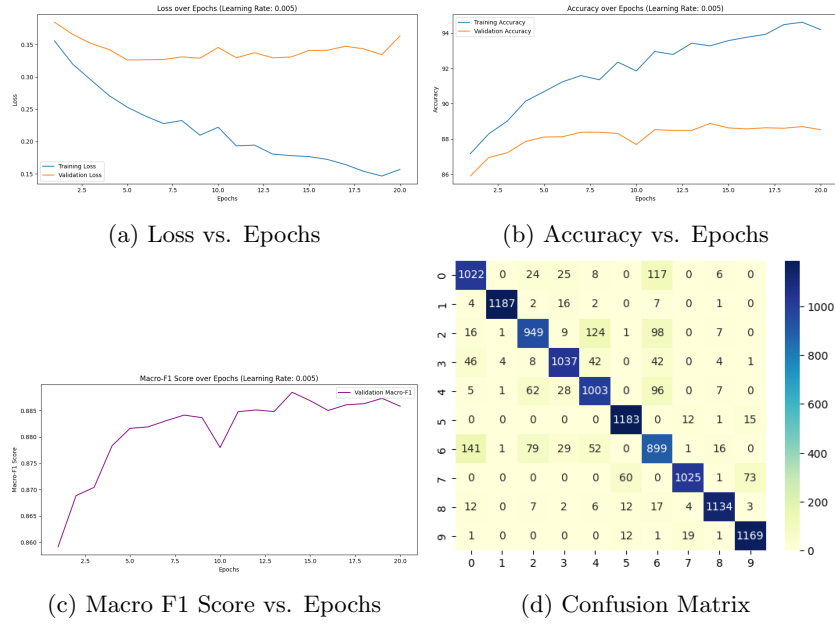 Loss over Epochs (Learning Rate: 0.005)
0.35
0.30
0.25
0.20
0.15
Loss
Training Loss
Validation Loss
2.5 5.0 7.5 10.0 12.5 15.0 17.5 20.0
Epochs
(a) Loss vs. Epochs
Accuracy over Epochs (Learning Rate: 0.005)
Training Accuracy
Validation Accuracy
94
92
90
88
86
Accuracy
2.5 5.0 7.5 10.0 12.5 15.0 17.5 20.0
Epochs
(b) Accuracy vs. Epochs
Macro-F1 Score over Epochs (Learning Rate: 0.005)
Validation Macro-F1
0.885
0.880
0.875
0.870
0.865
0.860
Macro-F1 Score
2.5 5.0 7.5 10.0 12.5 15.0 17.5 20.0
Epochs
(c) Macro F1 Score vs. Epochs
0 1022 0 24 25 8 0 117 0 6 0
1 4 1187 2 16 2 0 7 0 1 0
2 16 1 949 9 124 1 98 0 7 0
3 46 4 8 1037 42 0 42 0 4 1
4 5 1 62 28 1003 0 96 0 7 0
5 0 0 0 0 0 1183 0 12 1 15
6 141 1 79 29 52 0 899 1 16 0
7 0 0 0 0 0 60 0 1025 1 73
8 12 0 7 2 6 12 17 4 1134 3
9 1 0 0 0 0 12 1 19 1 1169
0 1 2 3 4 5 6 7 8 9
1000
800
600
400
200
0
(d) Confusion Matrix